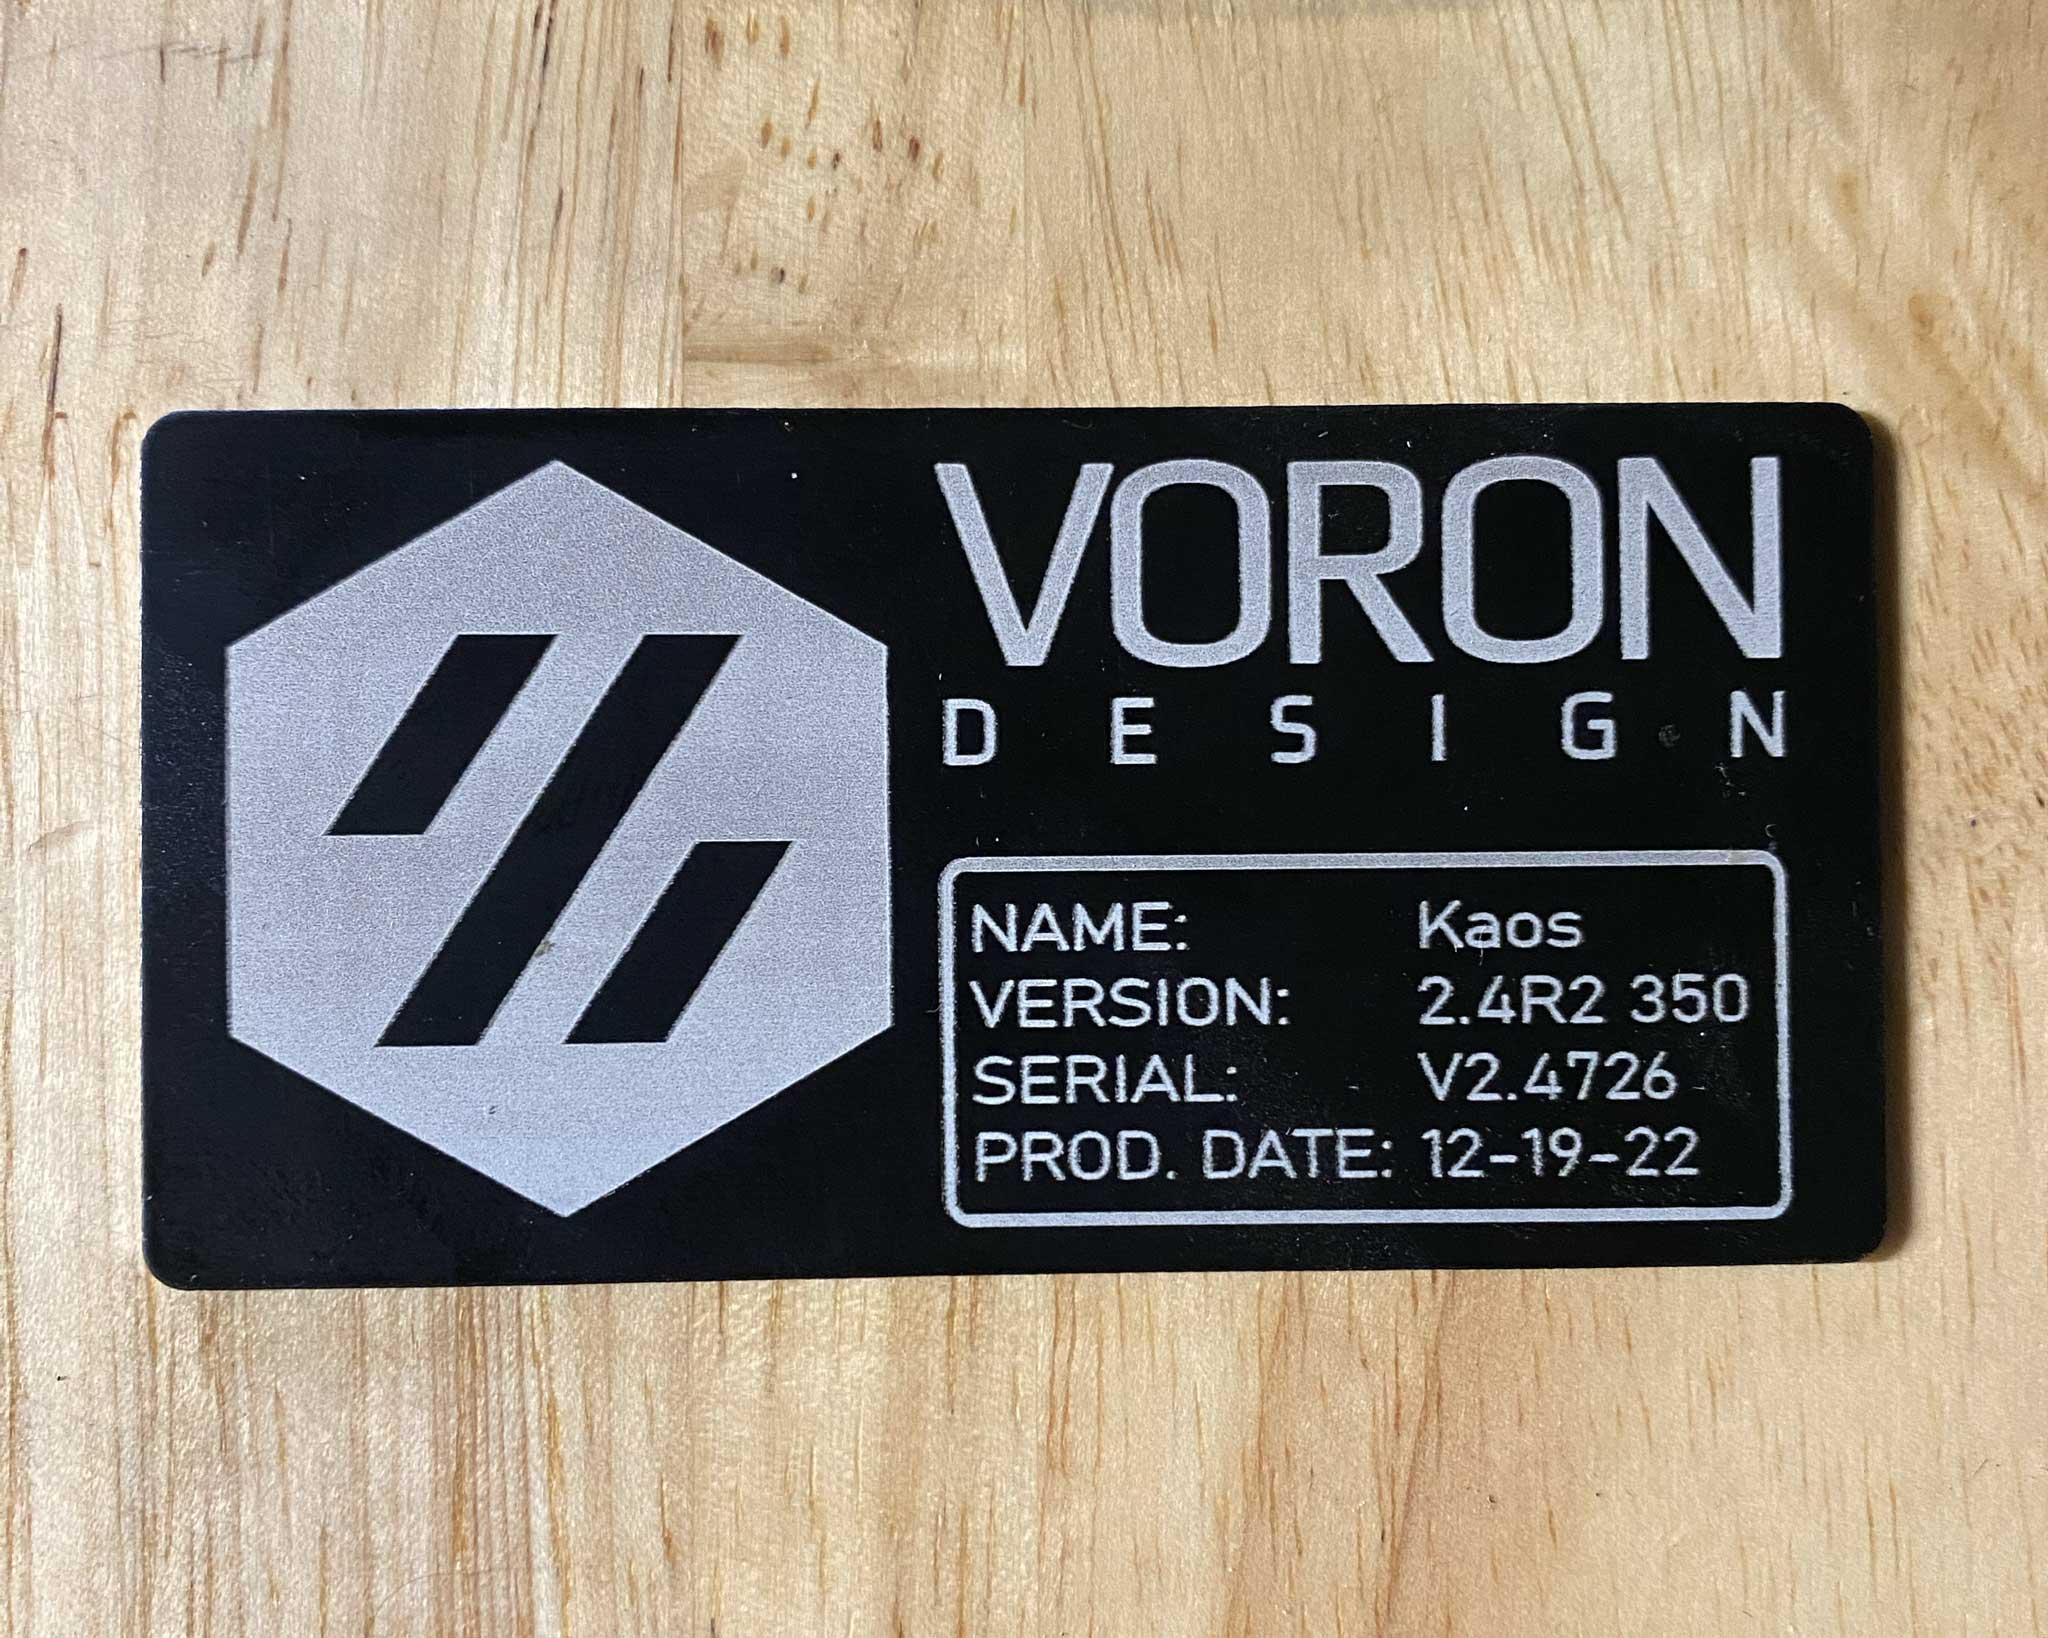 VORON
DESIGN
NAME: Kaos
VERSION: 2.4R2 350
SERIAL: V2.4726
PROD. DATE: 12-19-22